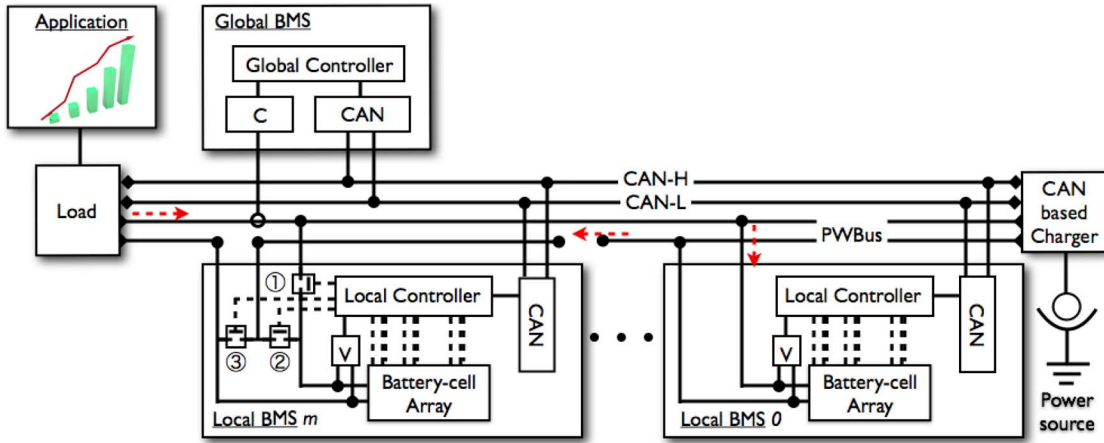 Application
Global BMS
Global Controller
C
CAN
Load
CAN-H
CAN-L
PWBus
CAN
based
Charger
①
Local Controller
CAN
③
②
V
Battery-cell
Array
Local BMS m
Local Controller
CAN
V
Battery-cell
Array
Local BMS 0
Power
source